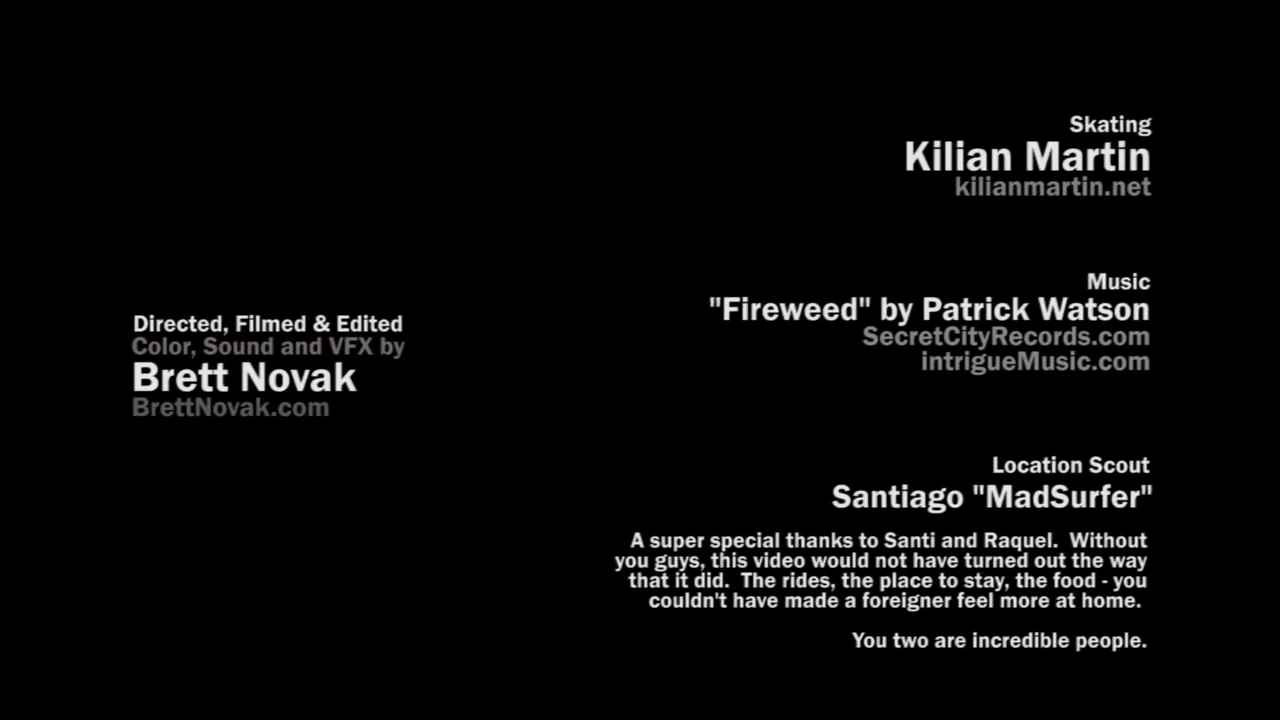 Skating
Kilian Martin
kilianmartin.net
Music
"Fireweed" by Patrick Watson
SecretCityRecords.com
intrigueMusic.com
Directed, Filmed & Edited
Color, Sound and VFX by
Brett Novak
BrettNovak.com
Location Scout
Santiago "MadSurfer"
A super special thanks to Santi and Raquel.  Without
you guys, this video would not have turned out the way
that it did.  The rides, the place to stay, the food - you
couldn't have made a foreigner feel more at home.
You two are incredible people.